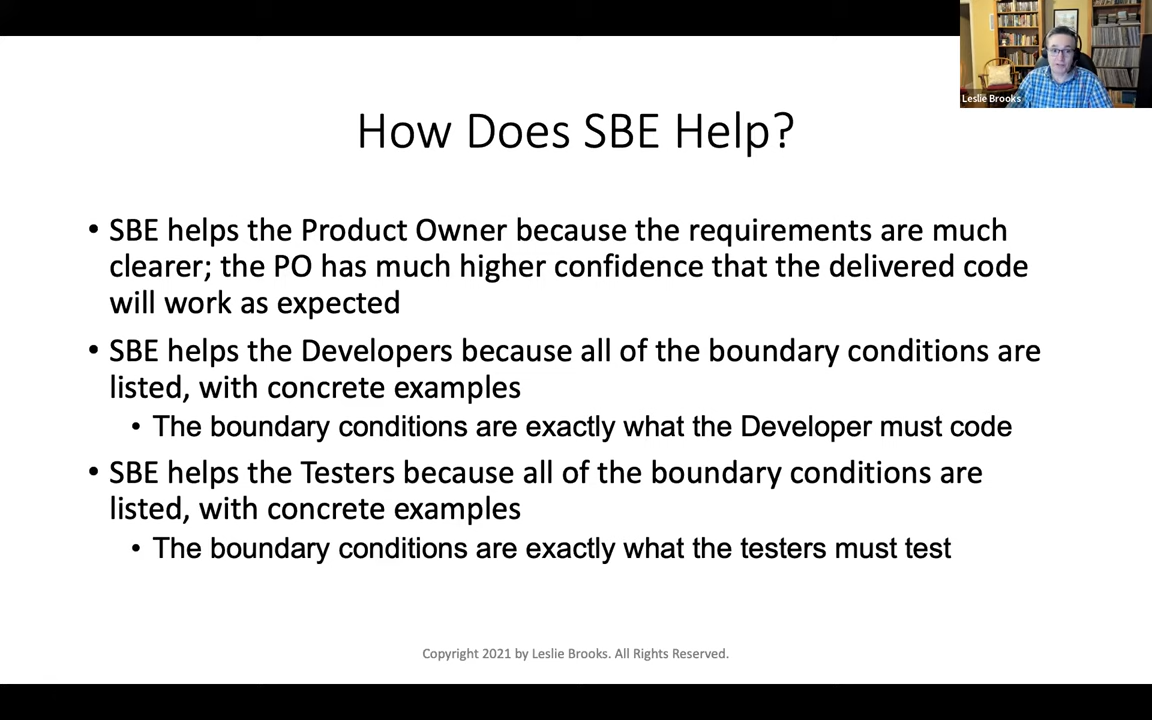 Leslie Brooks
How Does SBE Help?
• SBE helps the Product Owner because the requirements are much
clearer; the PO has much higher confidence that the delivered code
will work as expected
• SBE helps the Developers because all of the boundary conditions are
listed, with concrete examples
• The boundary conditions are exactly what the Developer must code
• SBE helps the Testers because all of the boundary conditions are
listed, with concrete examples
• The boundary conditions are exactly what the testers must test
Copyright 2021 by Leslie Brooks. All Rights Reserved.